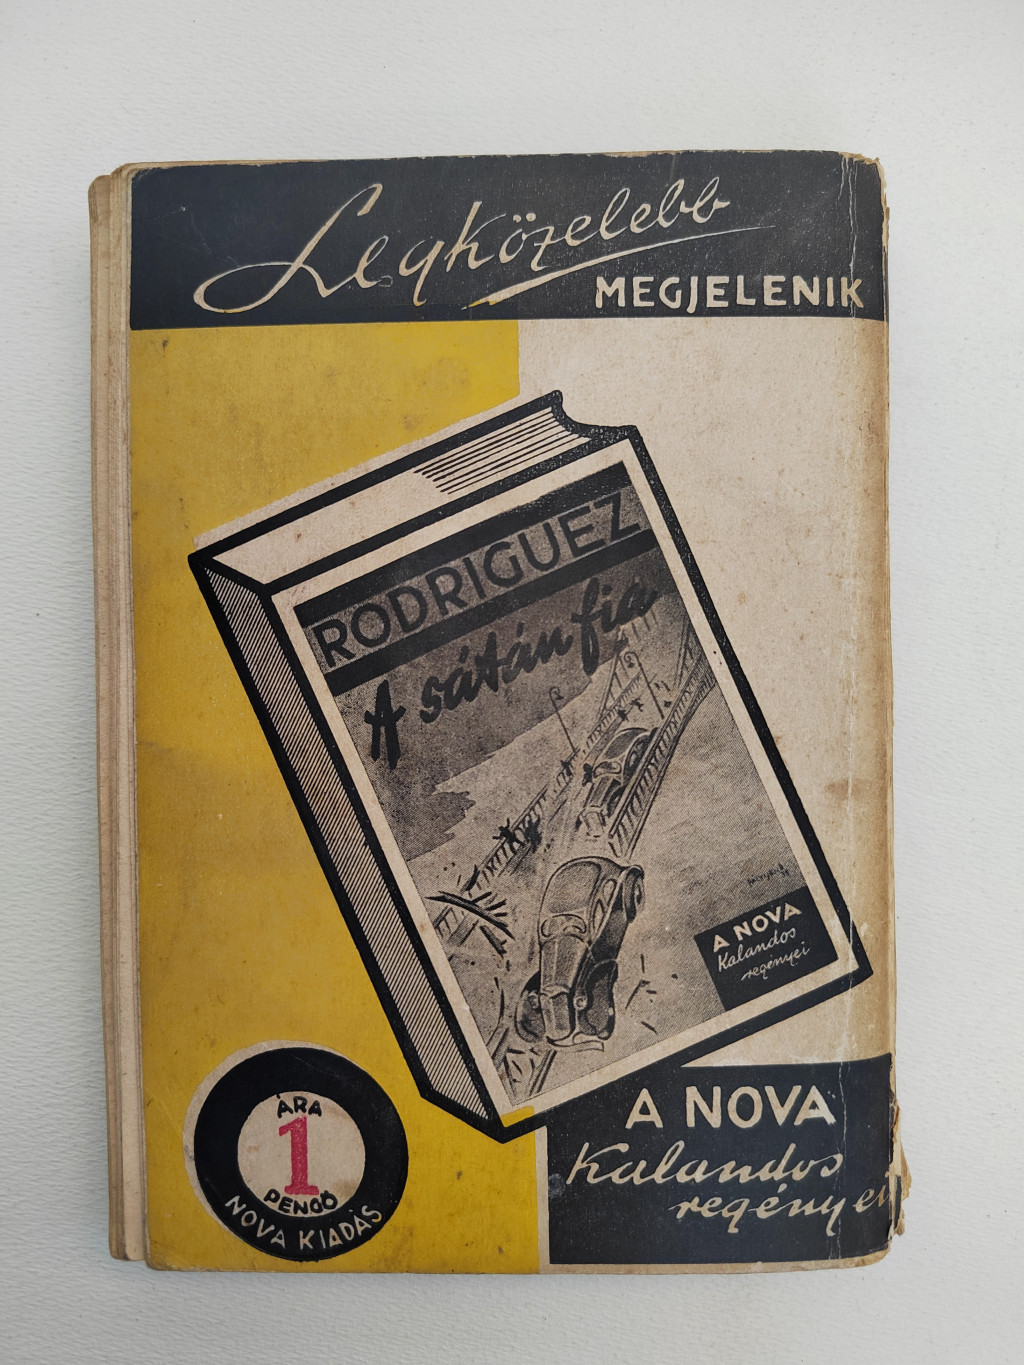 Legközelebb
MEGJELENIK
RODRIGUEZ
A sátán fia
A NOVA
Kalandos
regényei
ÁRA
1
PENGŐ
NOVA KIADÁS
A NOVA
Kalandos
regényei